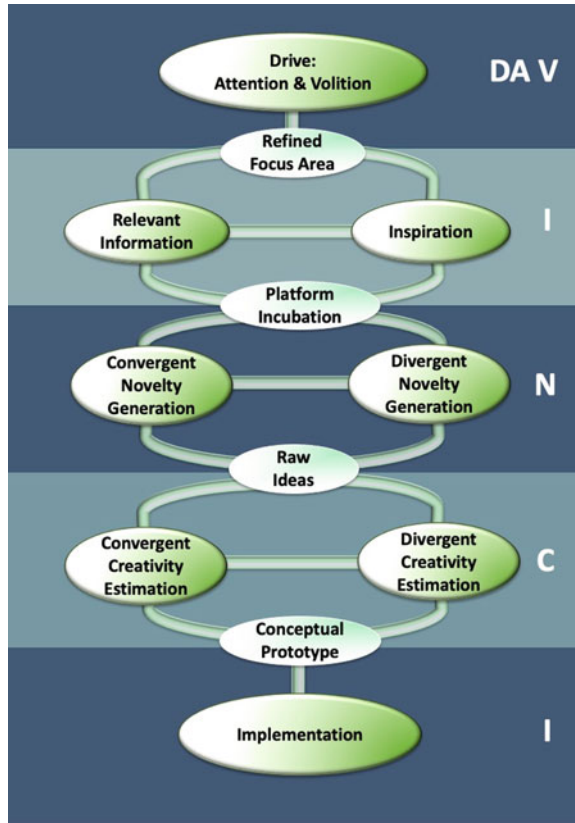 Drive:
Attention & Volition
DA V
Refined
Focus Area
Relevant
Information
Inspiration
I
Platform
Incubation
Convergent
Novelty
Generation
Divergent
Novelty
Generation
N
Raw
Ideas
Convergent
Creativity
Estimation
Divergent
Creativity
Estimation
C
Conceptual
Prototype
Implementation
I